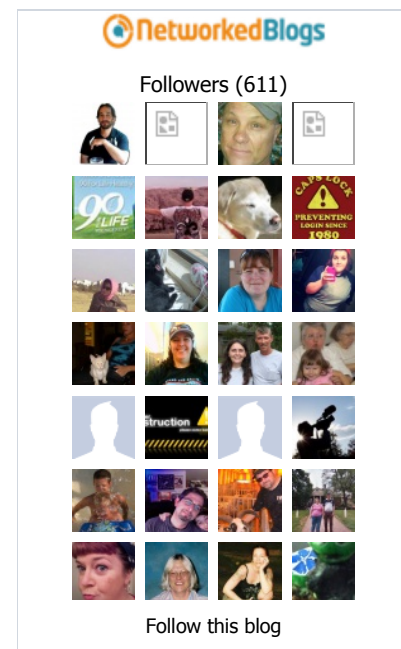 NetworkedBlogs
Followers (611)
90
LIFE
CAPS LOCK
PREVENTING
LOGIN SINCE
1980
struction
Follow this blog